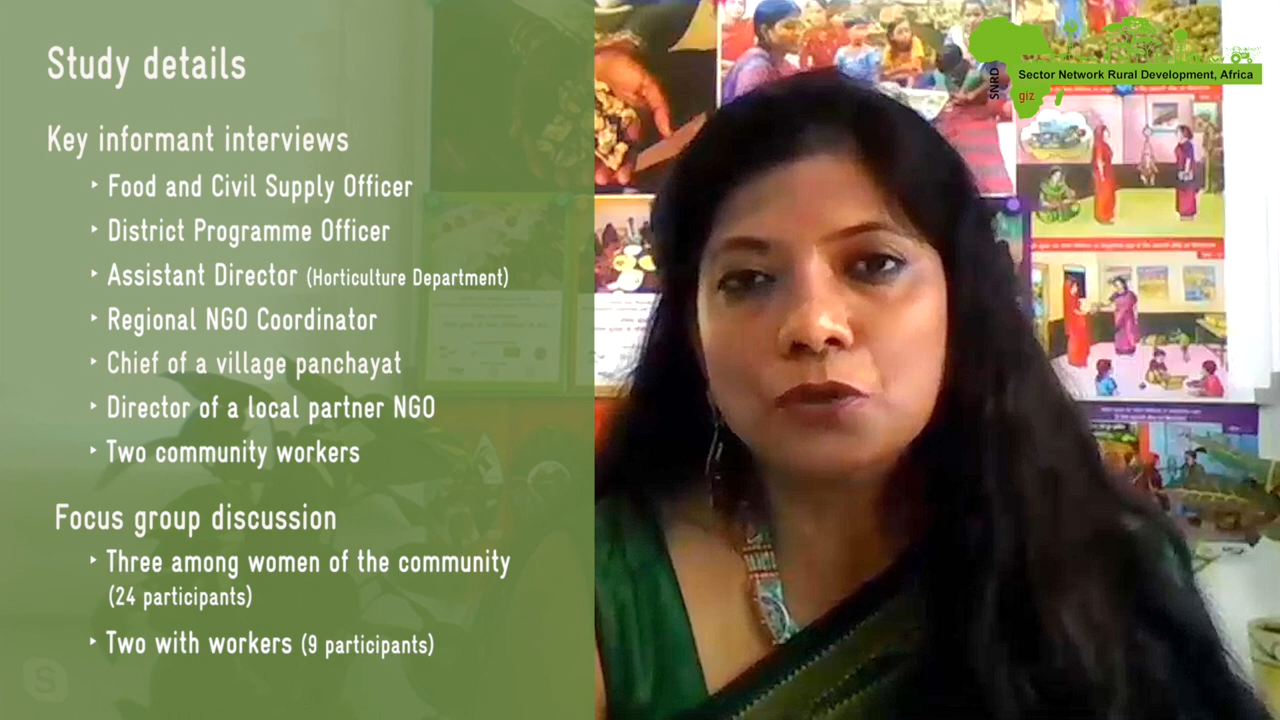 Study details
Key informant interviews
‣ Food and Civil Supply Officer
‣ District Programme Officer
‣ Assistant Director (Horticulture Department)
‣ Regional NGO Coordinator
‣ Chief of a village panchayat
‣ Director of a local partner NGO
‣ Two community workers
Focus group discussion
‣ Three among women of the community
(24 participants)
‣ Two with workers (9 participants)
SNRD
Sector Network Rural Development, Africa
giz